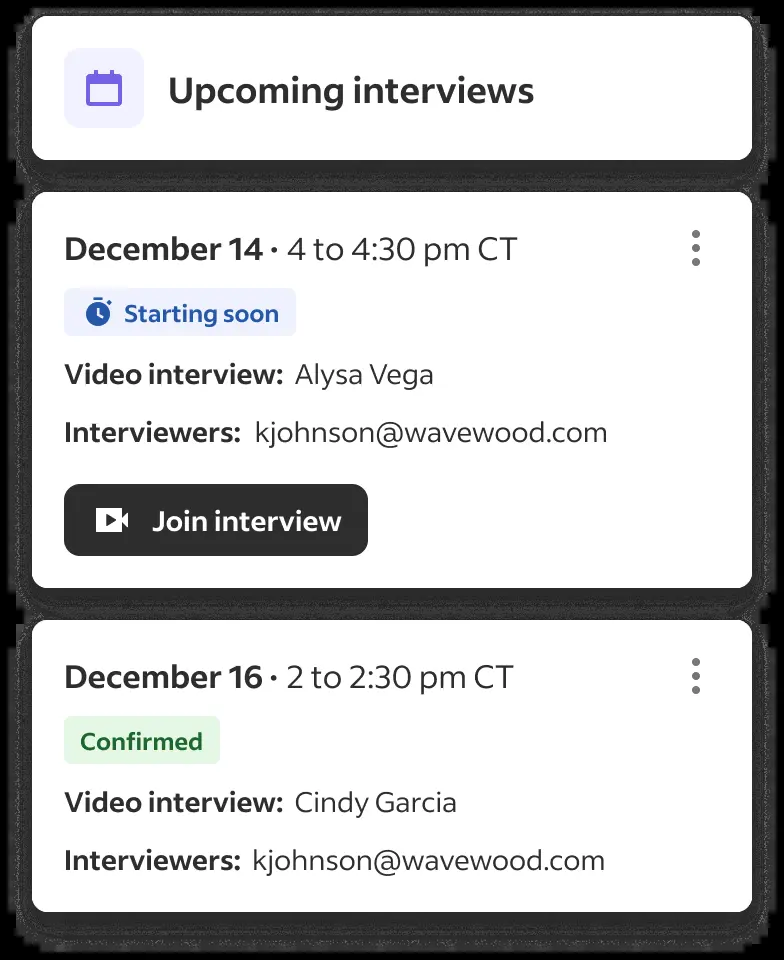 Upcoming interviews
December 14 · 4 to 4:30 pm CT
Starting soon
Video interview: Alysa Vega
Interviewers: kjohnson@wavewood.com
Join interview
December 16 · 2 to 2:30 pm CT
Confirmed
Video interview: Cindy Garcia
Interviewers: kjohnson@wavewood.com